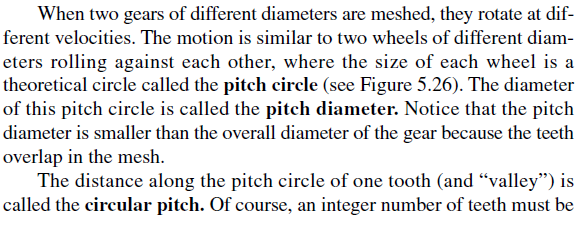 When two gears of different diameters are meshed, they rotate at dif-
ferent velocities. The motion is similar to two wheels of different diam-
eters rolling against each other, where the size of each wheel is a
theoretical circle called the pitch circle (see Figure 5.26). The diameter
of this pitch circle is called the pitch diameter. Notice that the pitch
diameter is smaller than the overall diameter of the gear because the teeth
overlap in the mesh.
The distance along the pitch circle of one tooth (and “valley”) is
called the circular pitch. Of course, an integer number of teeth must be